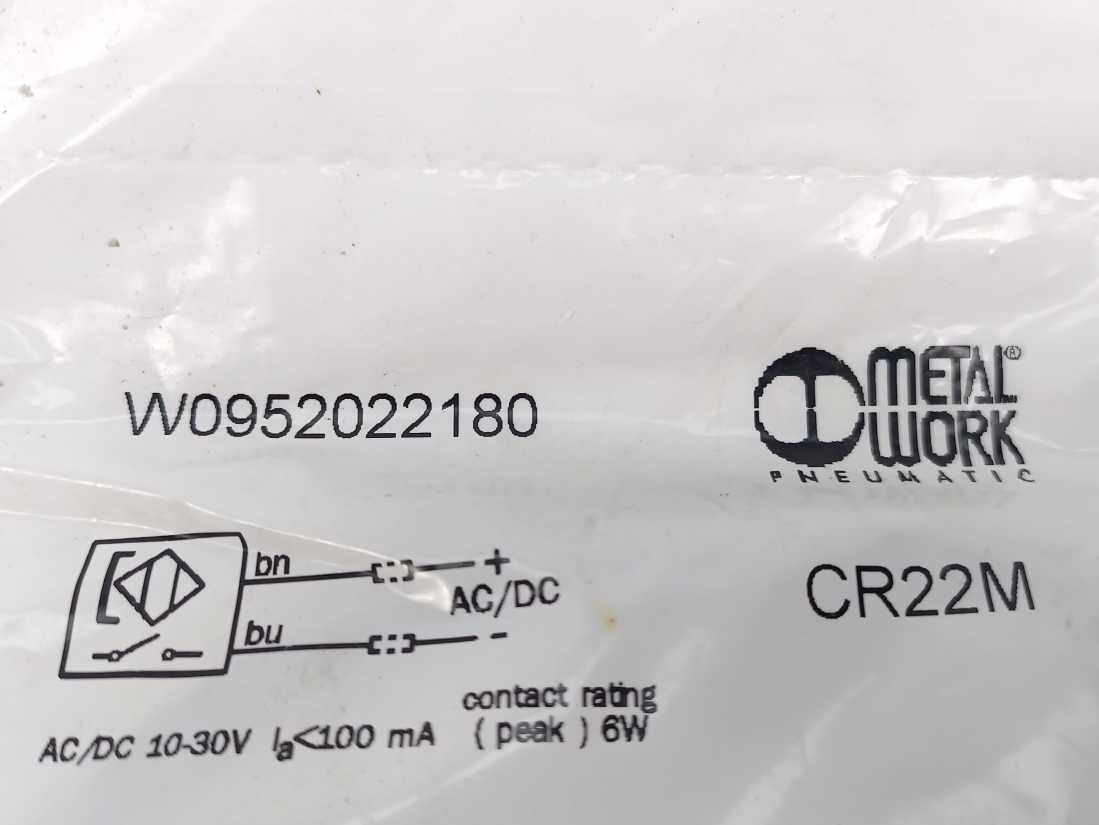 W0952022180
METAL®
WORK
PNEUMATIC
bn
+
AC/DC
bu
-
CR22M
contact rating
AC/DC 10-30V Ia<100 mA ( peak ) 6W